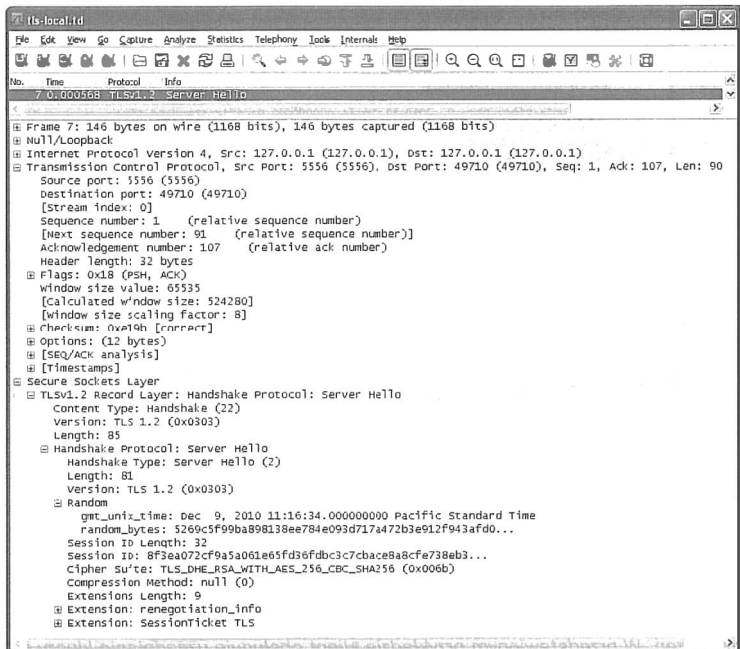 tls-local.td
File Edit View Go Capture Analyze Statistics Telephony Tools Internals Help
No. Time Protocol Info
7 0.000568 TLSv1.2 Server Hello
Frame 7: 146 bytes on wire (1168 bits), 146 bytes captured (1168 bits)
Null/Loopback
Internet Protocol Version 4, Src: 127.0.0.1 (127.0.0.1), Dst: 127.0.0.1 (127.0.0.1)
Transmission Control Protocol, Src Port: 5556 (5556), Dst Port: 49710 (49710), Seq: 1, Ack: 107, Len: 90
Source port: 5556 (5556)
Destination port: 49710 (49710)
[Stream index: 0]
Sequence number: 1 (relative sequence number)
[Next sequence number: 91 (relative sequence number)]
Acknowledgement number: 107 (relative ack number)
Header length: 32 bytes
Flags: 0x18 (PSH, ACK)
Window size value: 65535
[Calculated window size: 524280]
[Window size scaling factor: 8]
Checksum: 0xe19b [correct]
Options: (12 bytes)
[SEQ/ACK analysis]
[Timestamps]
Secure Sockets Layer
TLSv1.2 Record Layer: Handshake Protocol: Server Hello
Content Type: Handshake (22)
Version: TLS 1.2 (0x0303)
Length: 85
Handshake Protocol: Server Hello
Handshake Type: Server Hello (2)
Length: 81
Version: TLS 1.2 (0x0303)
Random
gmt_unix_time: Dec 9, 2010 11:16:34.000000000 Pacific Standard Time
random_bytes: 5269c5f99ba898138ee784e093d717a472b3e912f943afd0...
Session ID Length: 32
Session ID: 8f3ea072cf9a5a061e65fd36fdbc3c7cbace8a8cfe738eb3...
Cipher Suite: TLS_DHE_RSA_WITH_AES_256_CBC_SHA256 (0x006b)
Compression Method: null (0)
Extensions Length: 9
Extension: renegotiation_info
Extension: SessionTicket TLS